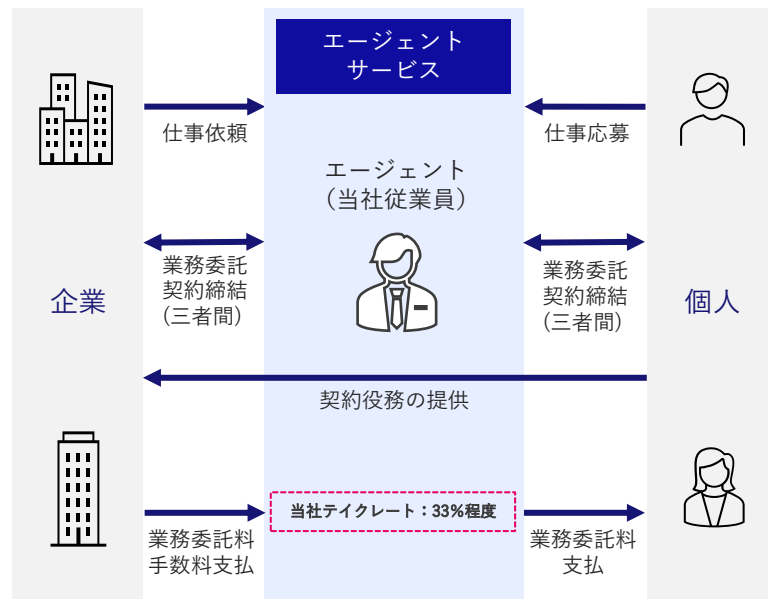 エージェント
サービス
仕事依頼
仕事応募
エージェント
（当社従業員）
業務委託
契約締結
(三者間)
業務委託
契約締結
(三者間)
企業
個人
契約役務の提供
当社テイクレート：33%程度
業務委託料
手数料支払
業務委託料
支払